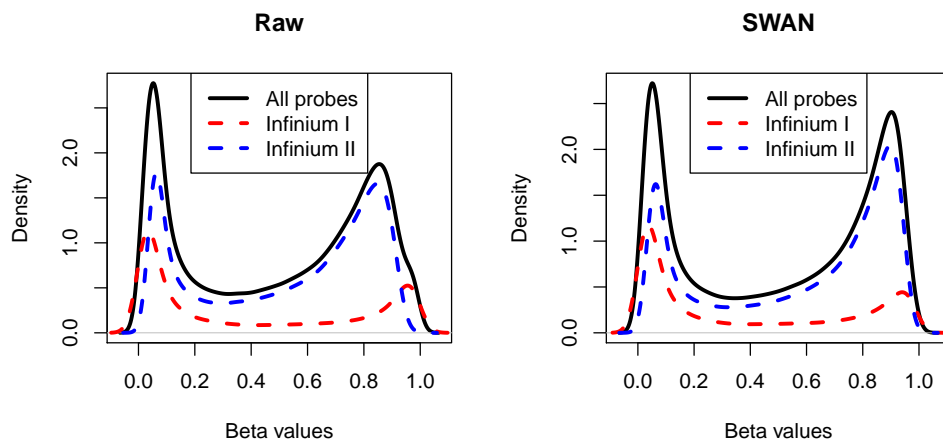 Raw
All probes
Infinium I
Infinium II
Density
0.0
1.0
2.0
0.0 0.2 0.4 0.6 0.8 1.0
Beta values
SWAN
All probes
Infinium I
Infinium II
Density
0.0
1.0
2.0
0.0 0.2 0.4 0.6 0.8 1.0
Beta values